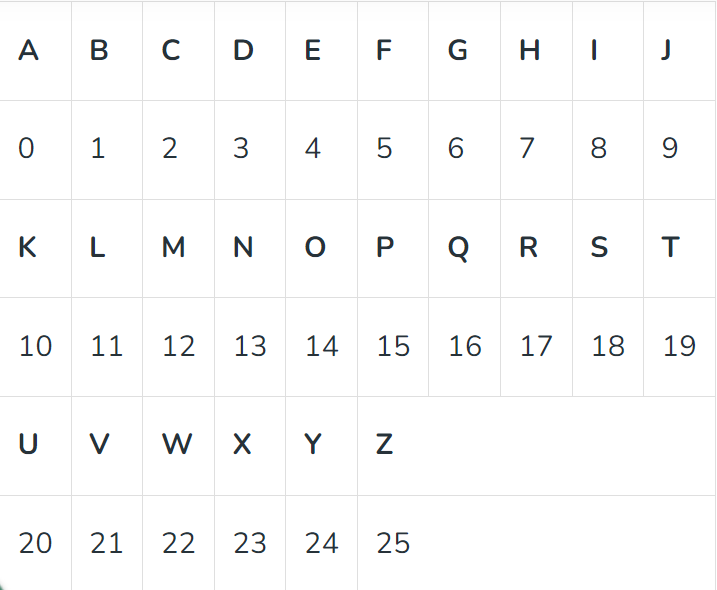 A B C D E F G H I J
0 1 2 3 4 5 6 7 8 9
K L M N O P Q R S T
10 11 12 13 14 15 16 17 18 19
U V W X Y Z
20 21 22 23 24 25